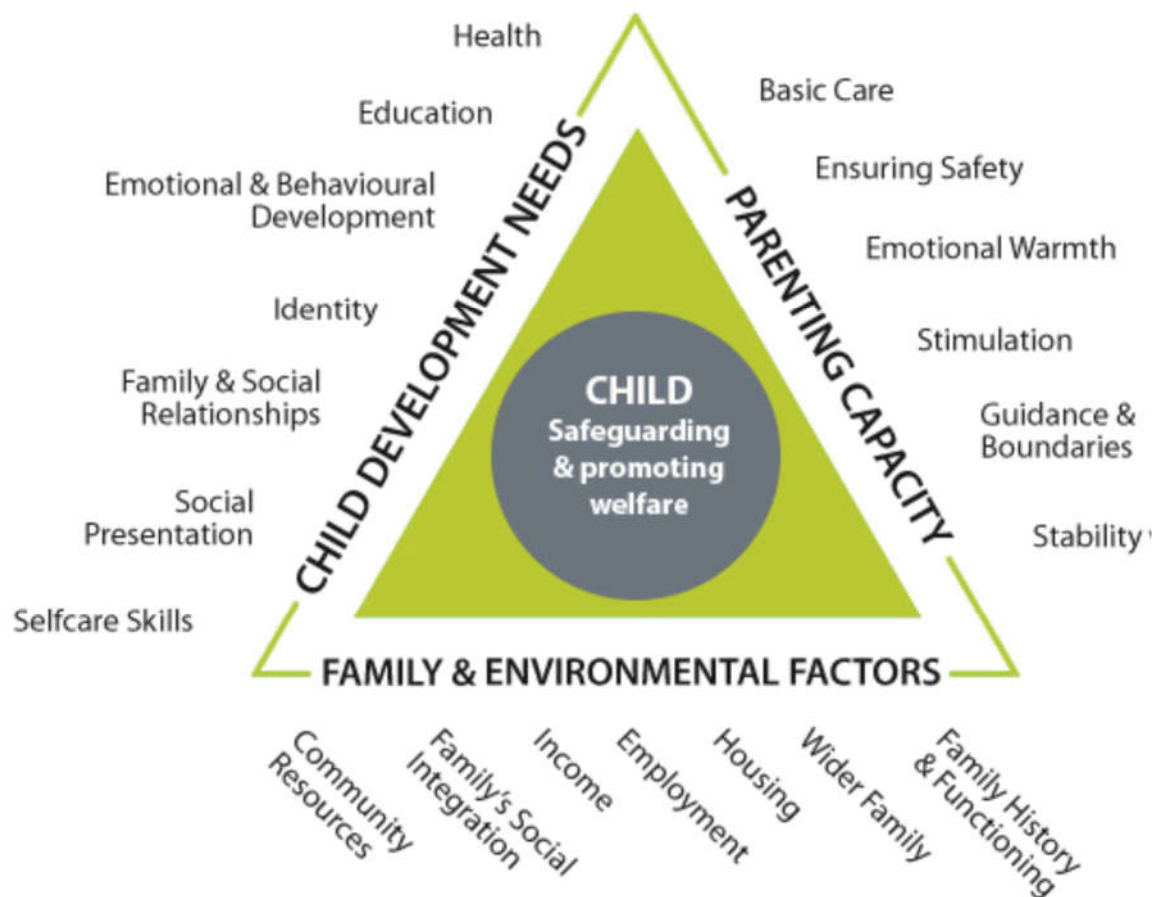 Health
Education
Emotional & Behavioural
Development
Identity
Family & Social
Relationships
Social
Presentation
Selfcare Skills
CHILD DEVELOPMENT NEEDS
Basic Care
Ensuring Safety
Emotional Warmth
Stimulation
Guidance &
Boundaries
Stability
PARENTING CAPACITY
CHILD
Safeguarding
& promoting
welfare
FAMILY & ENVIRONMENTAL FACTORS
Community
Resources
Family's Social
Integration
Income
Employment
Housing
Wider Family
Family History
& Functioning